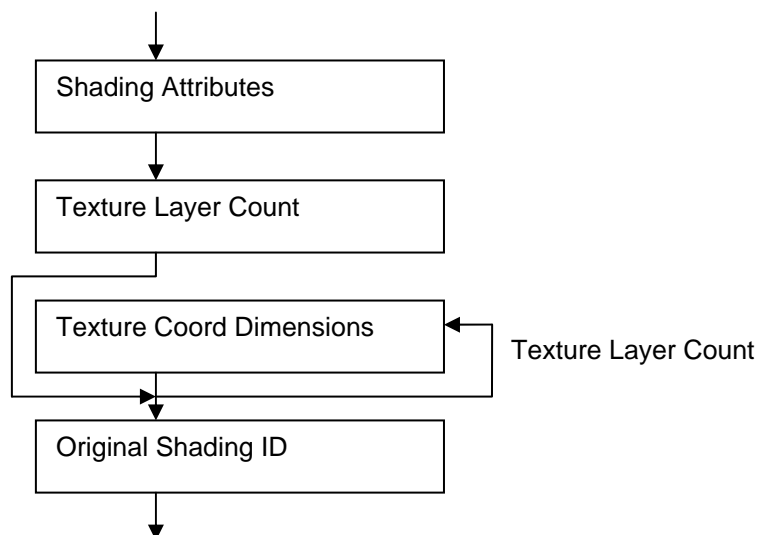 Shading Attributes
Texture Layer Count
Texture Coord Dimensions
Texture Layer Count
Original Shading ID